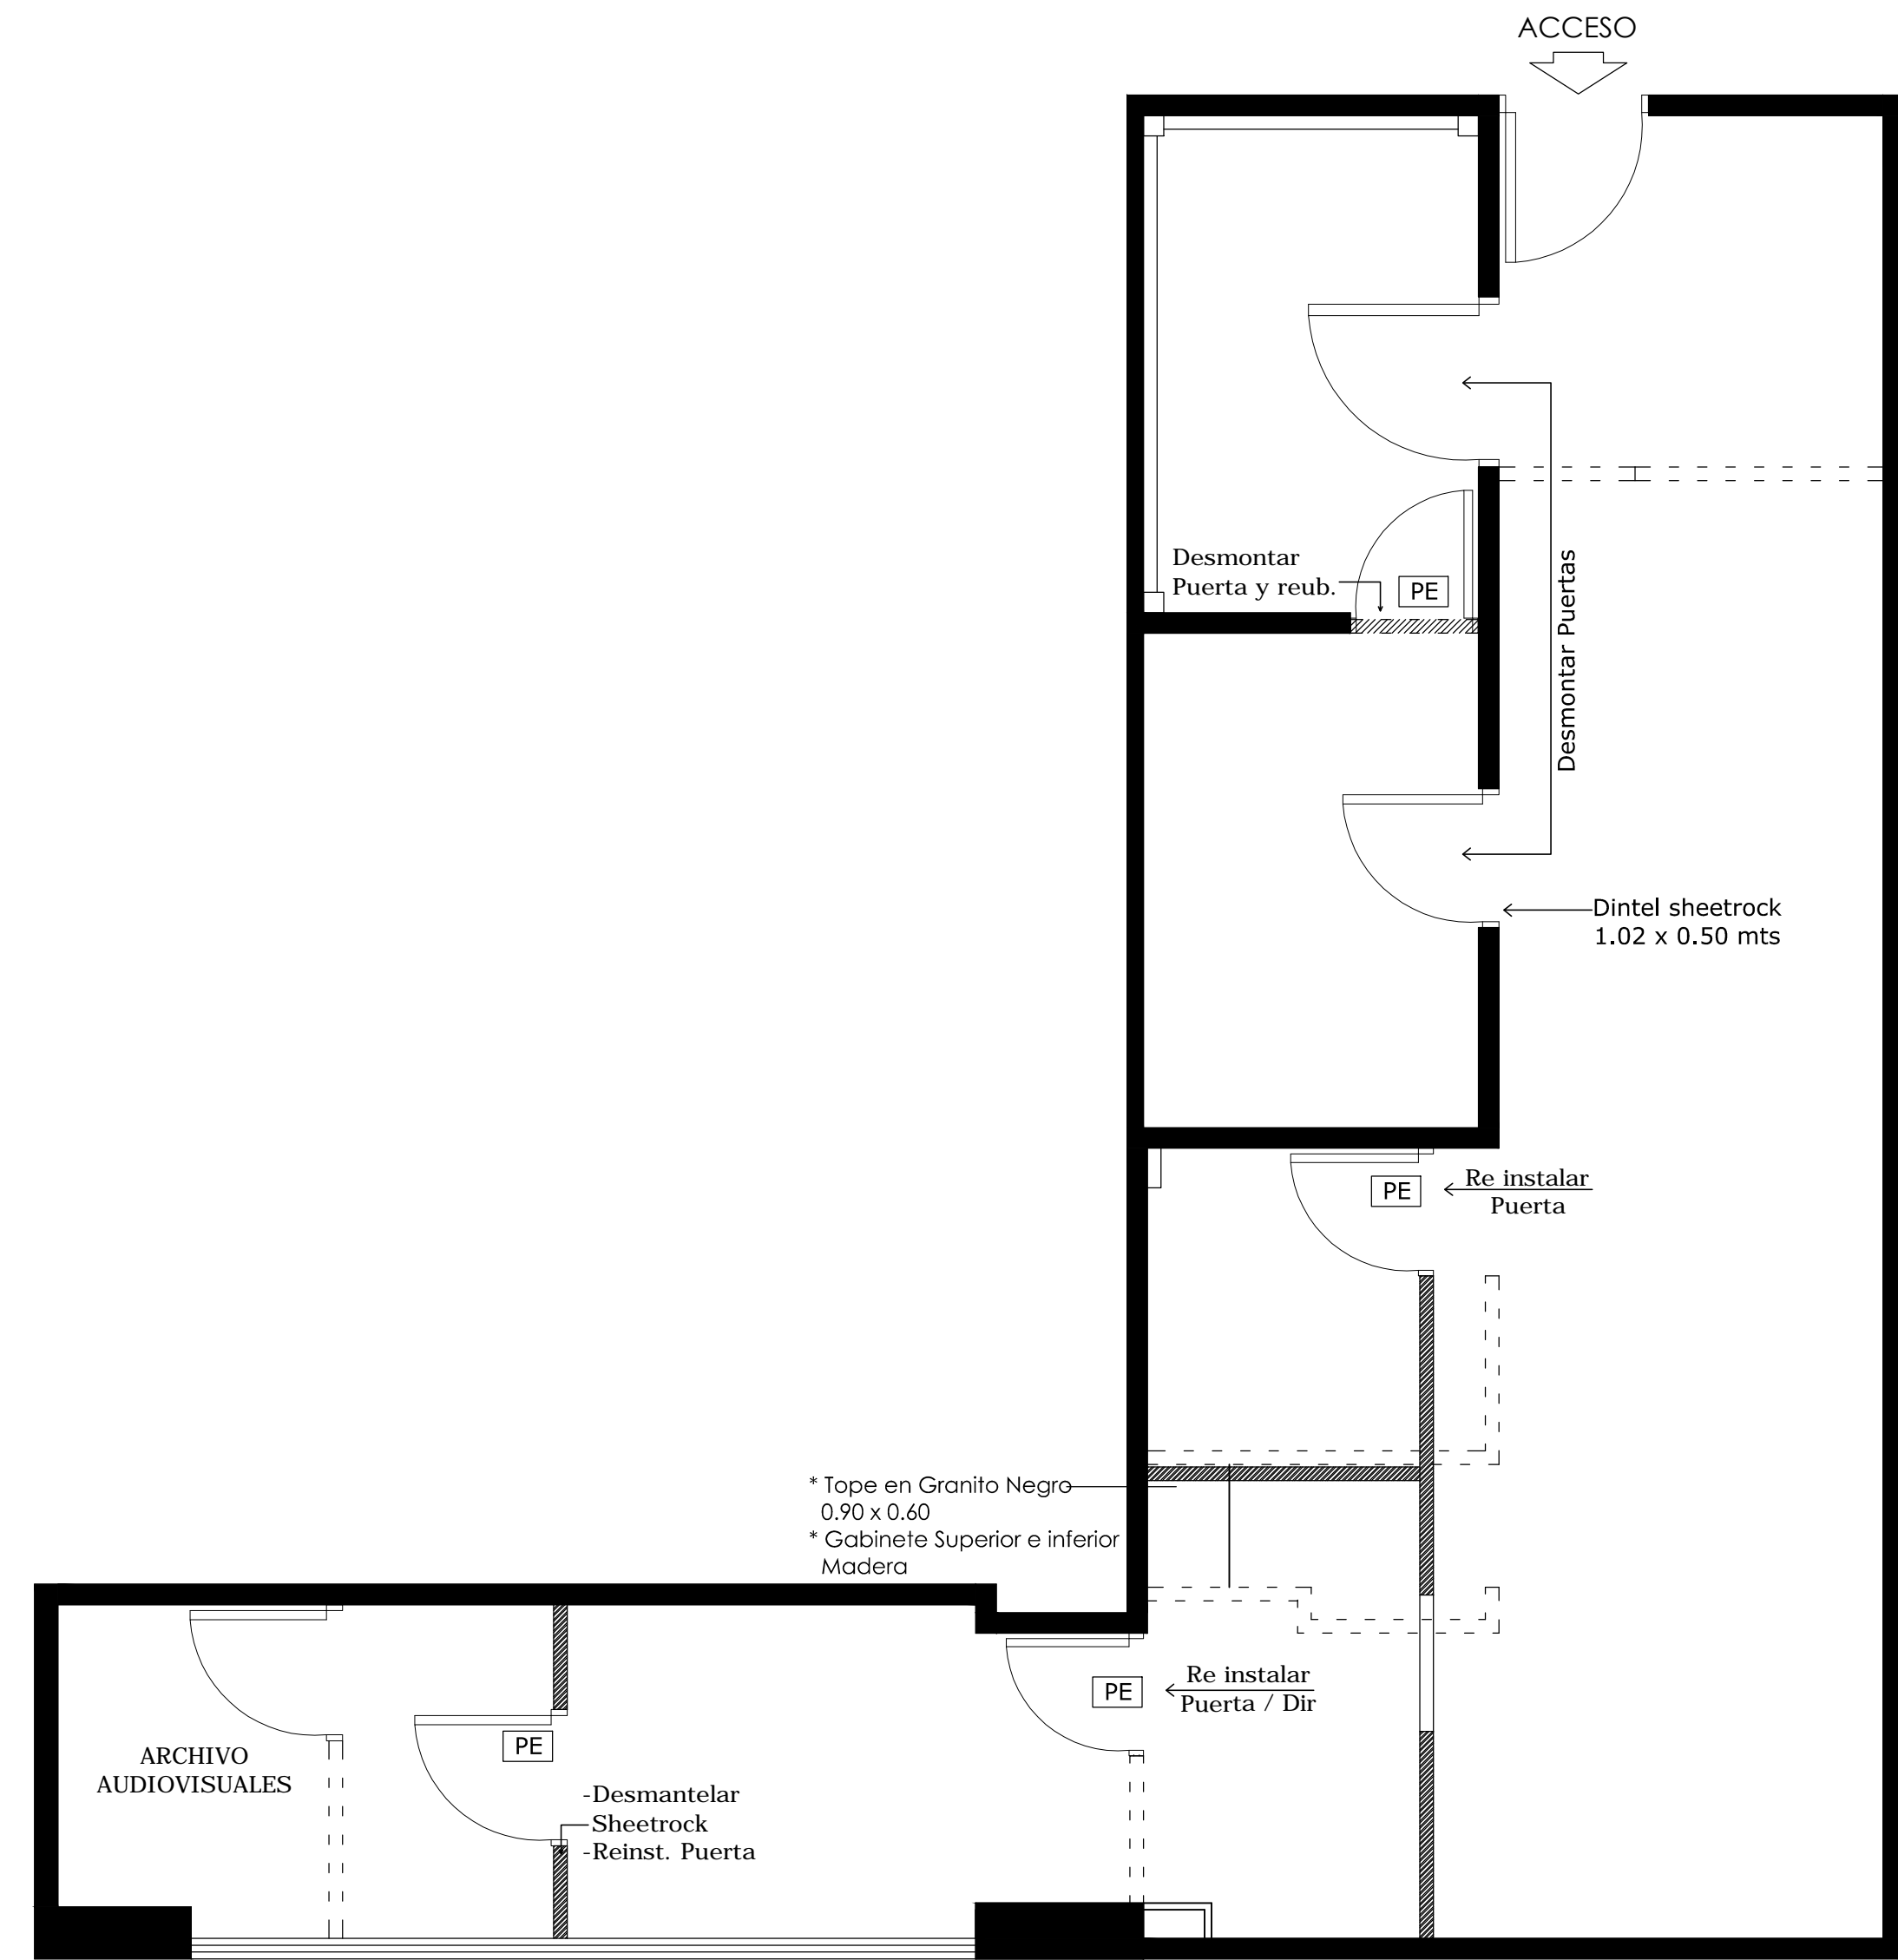 ACCESO
Desmontar
Puerta y reub.
PE
Desmontar Puertas
Dintel sheetrock
1.02 x 0.50 mts
PE
Re instalar
Puerta
* Tope en Granito Negro
0.90 x 0.60
* Gabinete Superior e inferior
Madera
PE
Re instalar
Puerta / Dir
PE
ARCHIVO
AUDIOVISUALES
-Desmantelar
Sheetrock
-Reinst. Puerta